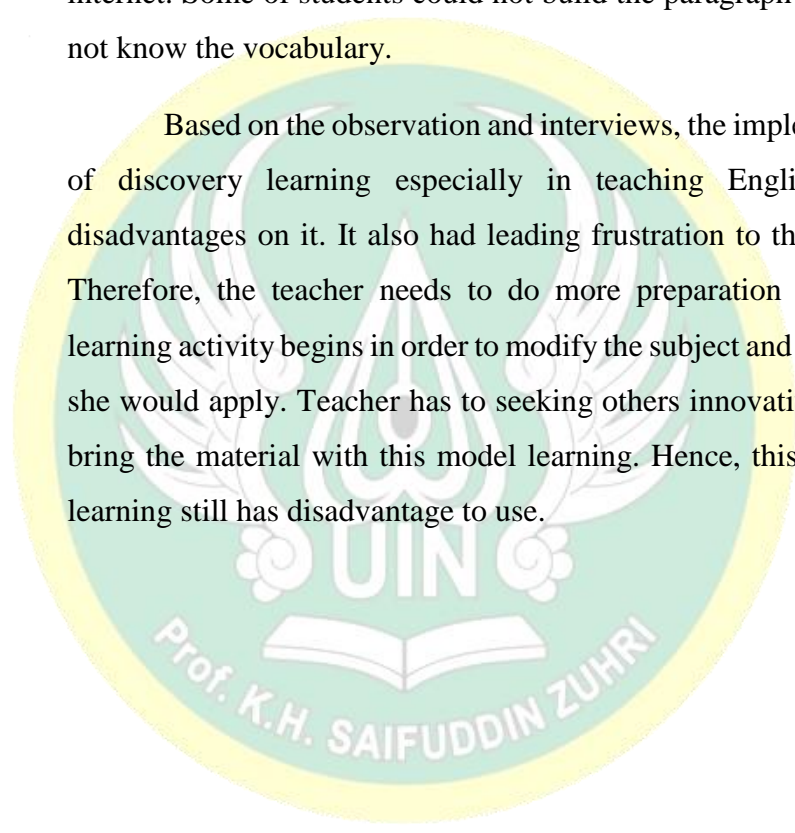 internet. Some of students could not build the paragraph
not know the vocabulary.
Based on the observation and interviews, the imple
of discovery learning especially in teaching Engli
disadvantages on it. It also had leading frustration to th
Therefore, the teacher needs to do more preparation
learning activity begins in order to modify the subject and
she would apply. Teacher has to seeking others innovati
bring the material with this model learning. Hence, this
learning still has disadvantage to use.
UIN
Prof. K.H. SAIFUDDIN ZUHRI